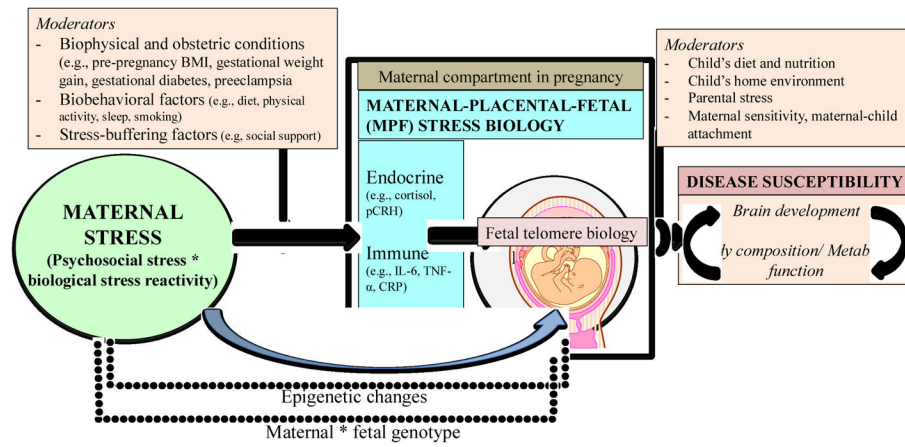 Moderators
- Biophysical and obstetric conditions
(e.g., pre-pregnancy BMI, gestational weight
gain, gestational diabetes, preeclampsia
- Biobehavioral factors (e.g., diet, physical
activity, sleep, smoking)
- Stress-buffering factors (e.g, social support)
MATERNAL
STRESS
(Psychosocial stress *
biological stress reactivity)
Maternal compartment in pregnancy
MATERNAL-PLACENTAL-FETAL
(MPF) STRESS BIOLOGY
Endocrine
(e.g., cortisol,
pCRH)
Immune
(e.g., IL-6, TNF-
α, CRP)
Fetal telomere biology
Moderators
- Child's diet and nutrition
- Child's home environment
- Parental stress
- Maternal sensitivity, maternal-child
attachment
DISEASE SUSCEPTIBILITY
Brain development
composition/
function
Epigenetic changes
Maternal * fetal genotype